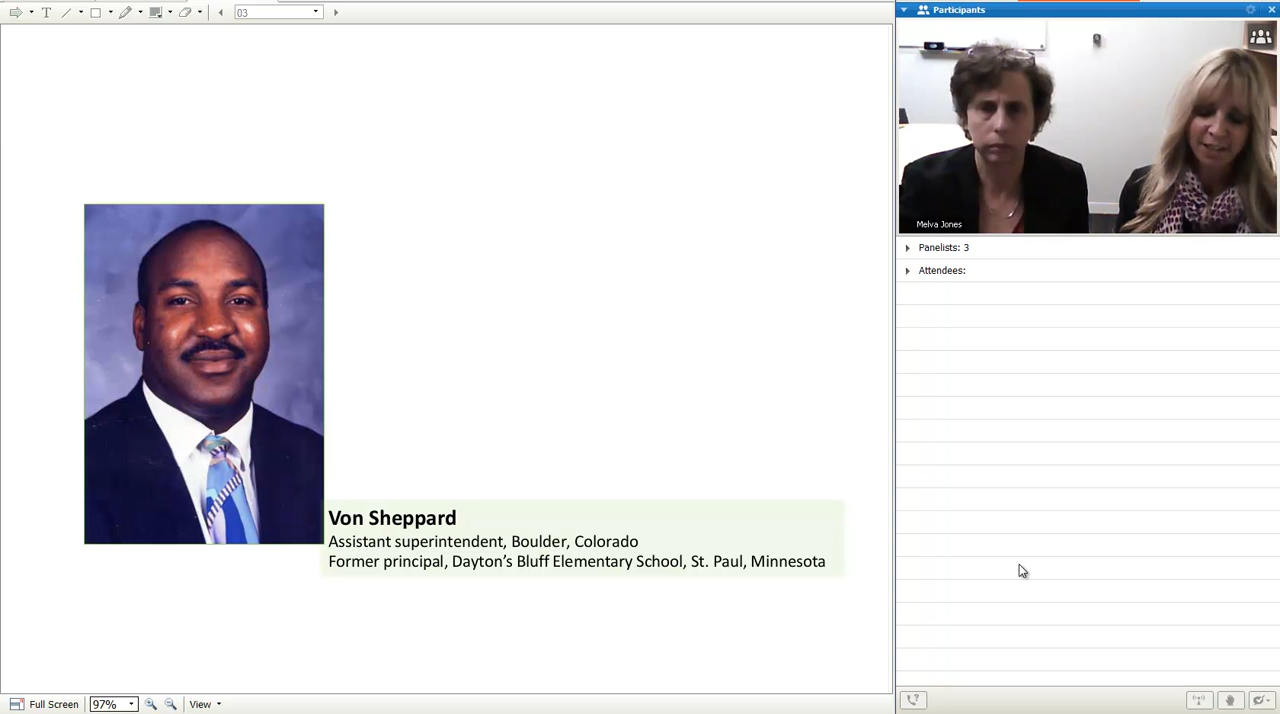 T
03
Participants
Melva Jones
Panelists: 3
Attendees:
Von Sheppard
Assistant superintendent, Boulder, Colorado
Former principal, Dayton's Bluff Elementary School, St. Paul, Minnesota
Full Screen
97%
View